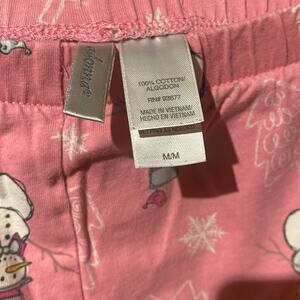 100% COTTON/
ALGODON
RN# 93677
MADE IN VIETNAM/
HECHO EN VIETNAM
M/M